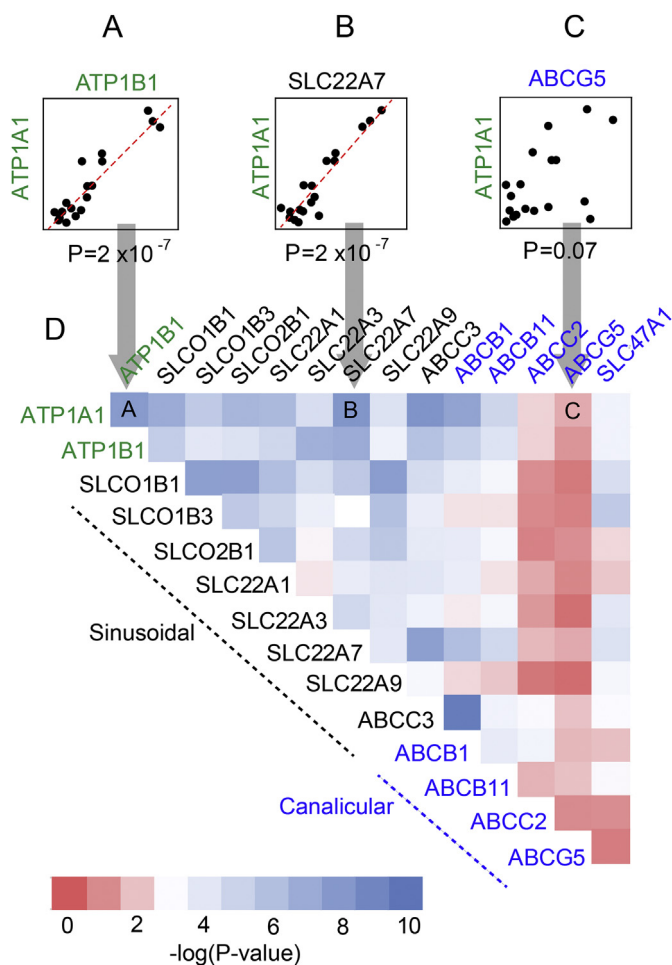 A B C
ATP1B1 SLC22A7 ABCG5
ATP1A1 ATP1A1 ATP1A1
P=2 x10 -7 P=2 x10 -7 P=0.07
D
ATP1B1 SLCO1B1 SLCO1B3 SLCO2B1 SLC22A1 SLC22A3 SLC22A7 SLC22A9 ABCC3 ABCB1 ABCB11 ABCC2 ABCG5 SLC47A1
ATP1A1 A B C
ATP1B1
SLCO1B1
SLCO1B3
SLCO2B1
SLC22A1
Sinusoidal
SLC22A3
SLC22A7
SLC22A9
ABCC3
ABCB1
ABCB11
Canalicular
ABCC2
ABCG5
0 2 4 6 8 10
-log(P-value)